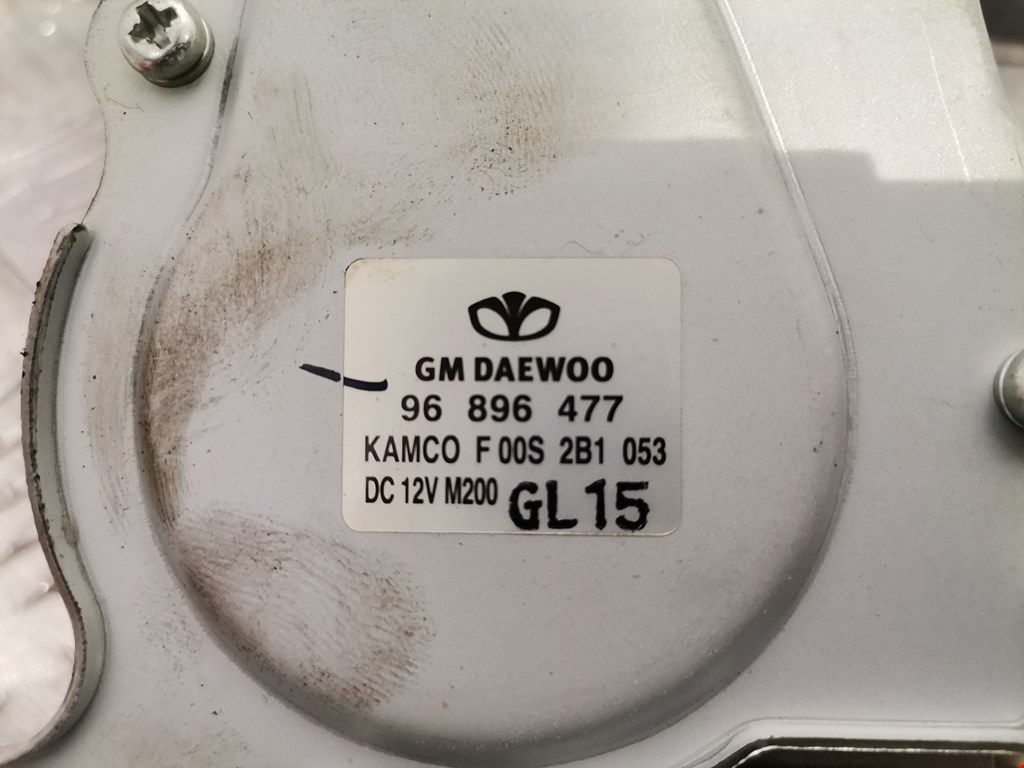 GM DAEWOO
96 896 477
KAMCO F 00S 2B1 053
DC 12V M200 GL15